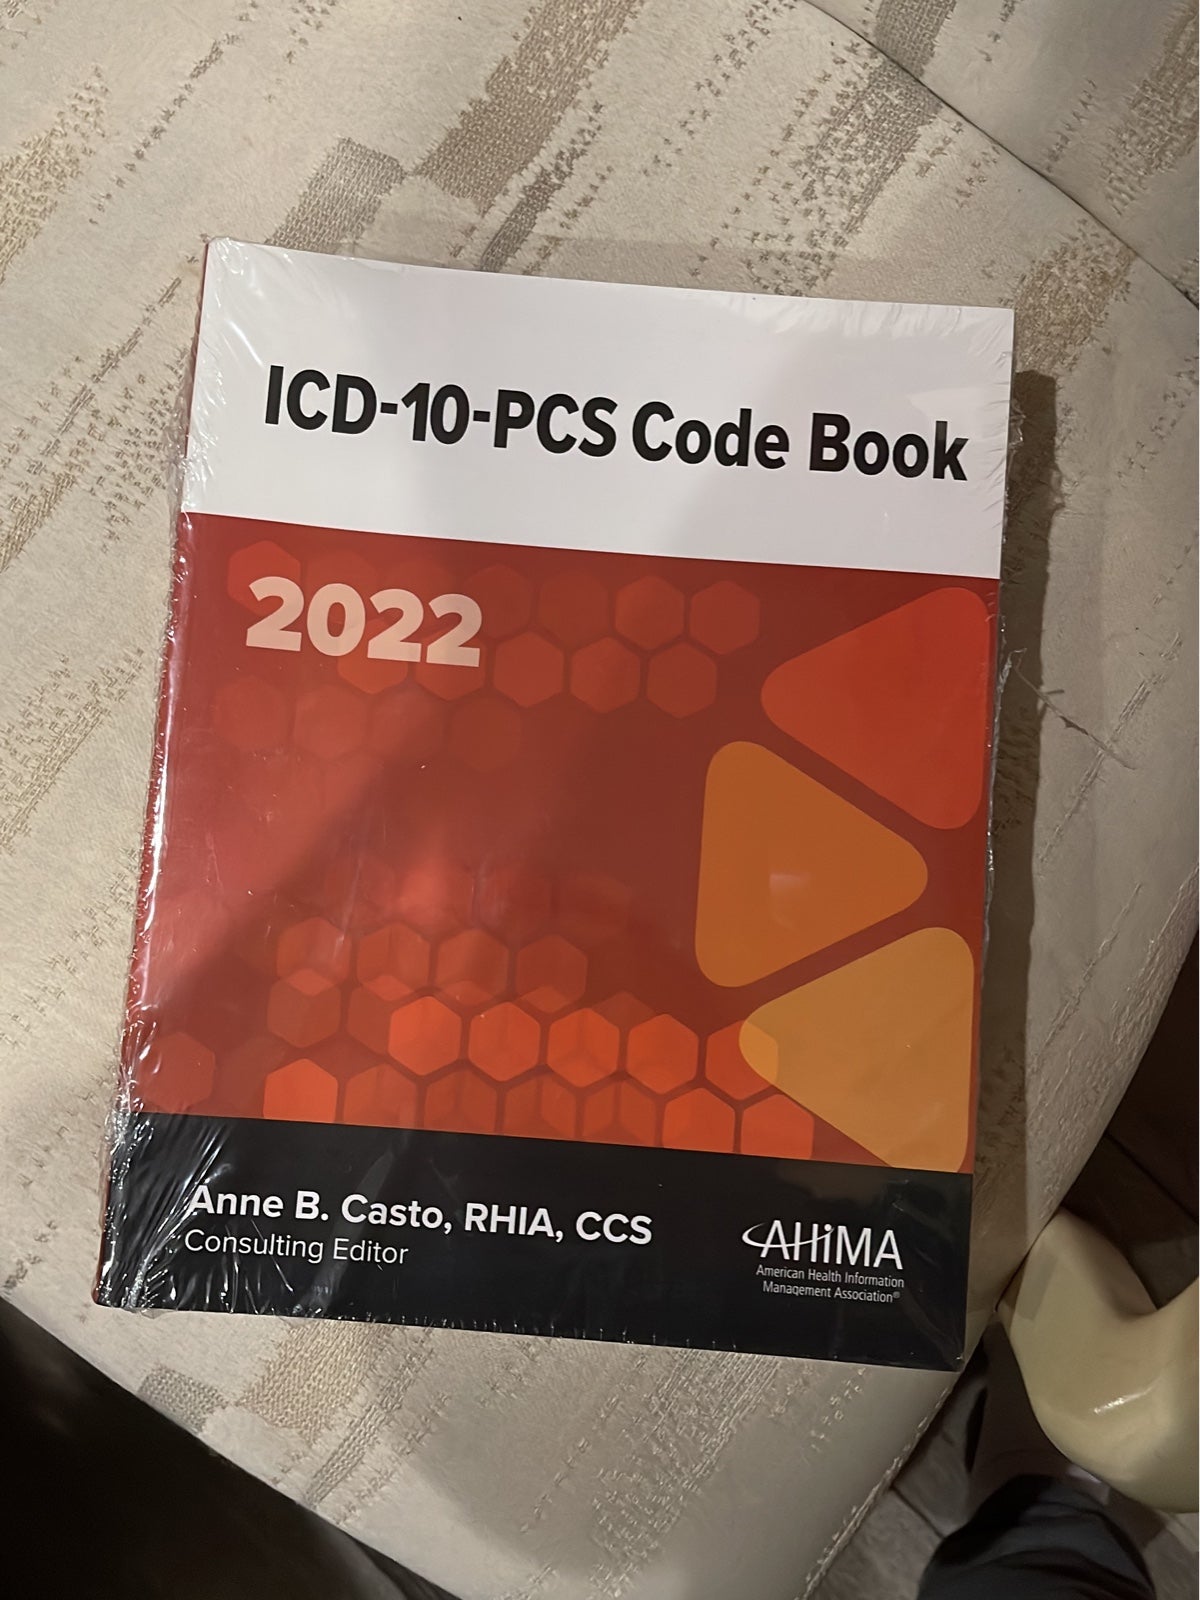 ICD-10-PCS Code Book
2022
Anne B. Casto, RHIA, CCS
Consulting Editor
AHiMA
American Health Information
Management Association®